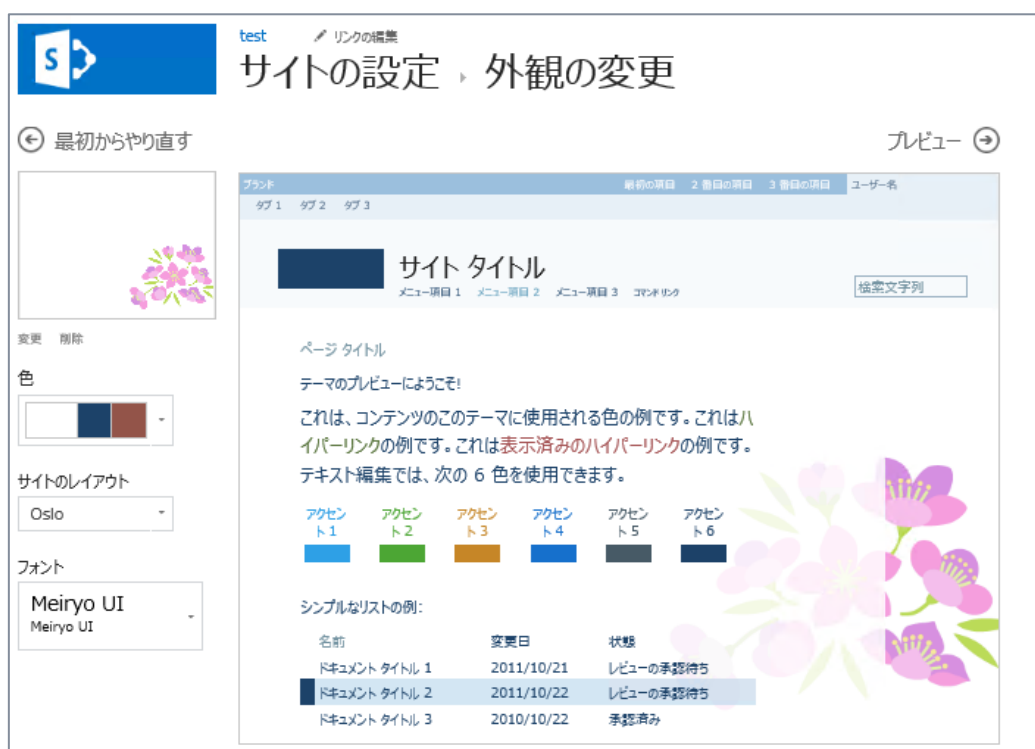 S
test リンクの編集
サイトの設定 › 外観の変更
最初からやり直す
プレビュー
変更 削除
色
サイトのレイアウト
Oslo
フォント
Meiryo UI
Meiryo UI
ブランド 最初の項目 2 番目の項目 3 番目の項目 ユーザー名
タブ 1 タブ 2 タブ 3
サイト タイトル
メニュー項目 1 メニュー項目 2 メニュー項目 3 コマンド リンク
検索文字列
ページ タイトル
テーマのプレビューにようこそ!
これは、コンテンツのこのテーマに使用される色の例です。これはハ
イパーリンクの例です。これは表示済みのハイパーリンクの例です。
テキスト編集では、次の 6 色を使用できます。
アクセン アクセン アクセン アクセン アクセン アクセン
ト 1 ト 2 ト 3 ト 4 ト 5 ト 6
シンプルなリストの例:
名前 変更日 状態
ドキュメント タイトル 1 2011/10/21 レビューの承認待ち
ドキュメント タイトル 2 2011/10/22 レビューの承認待ち
ドキュメント タイトル 3 2010/10/22 承認済み